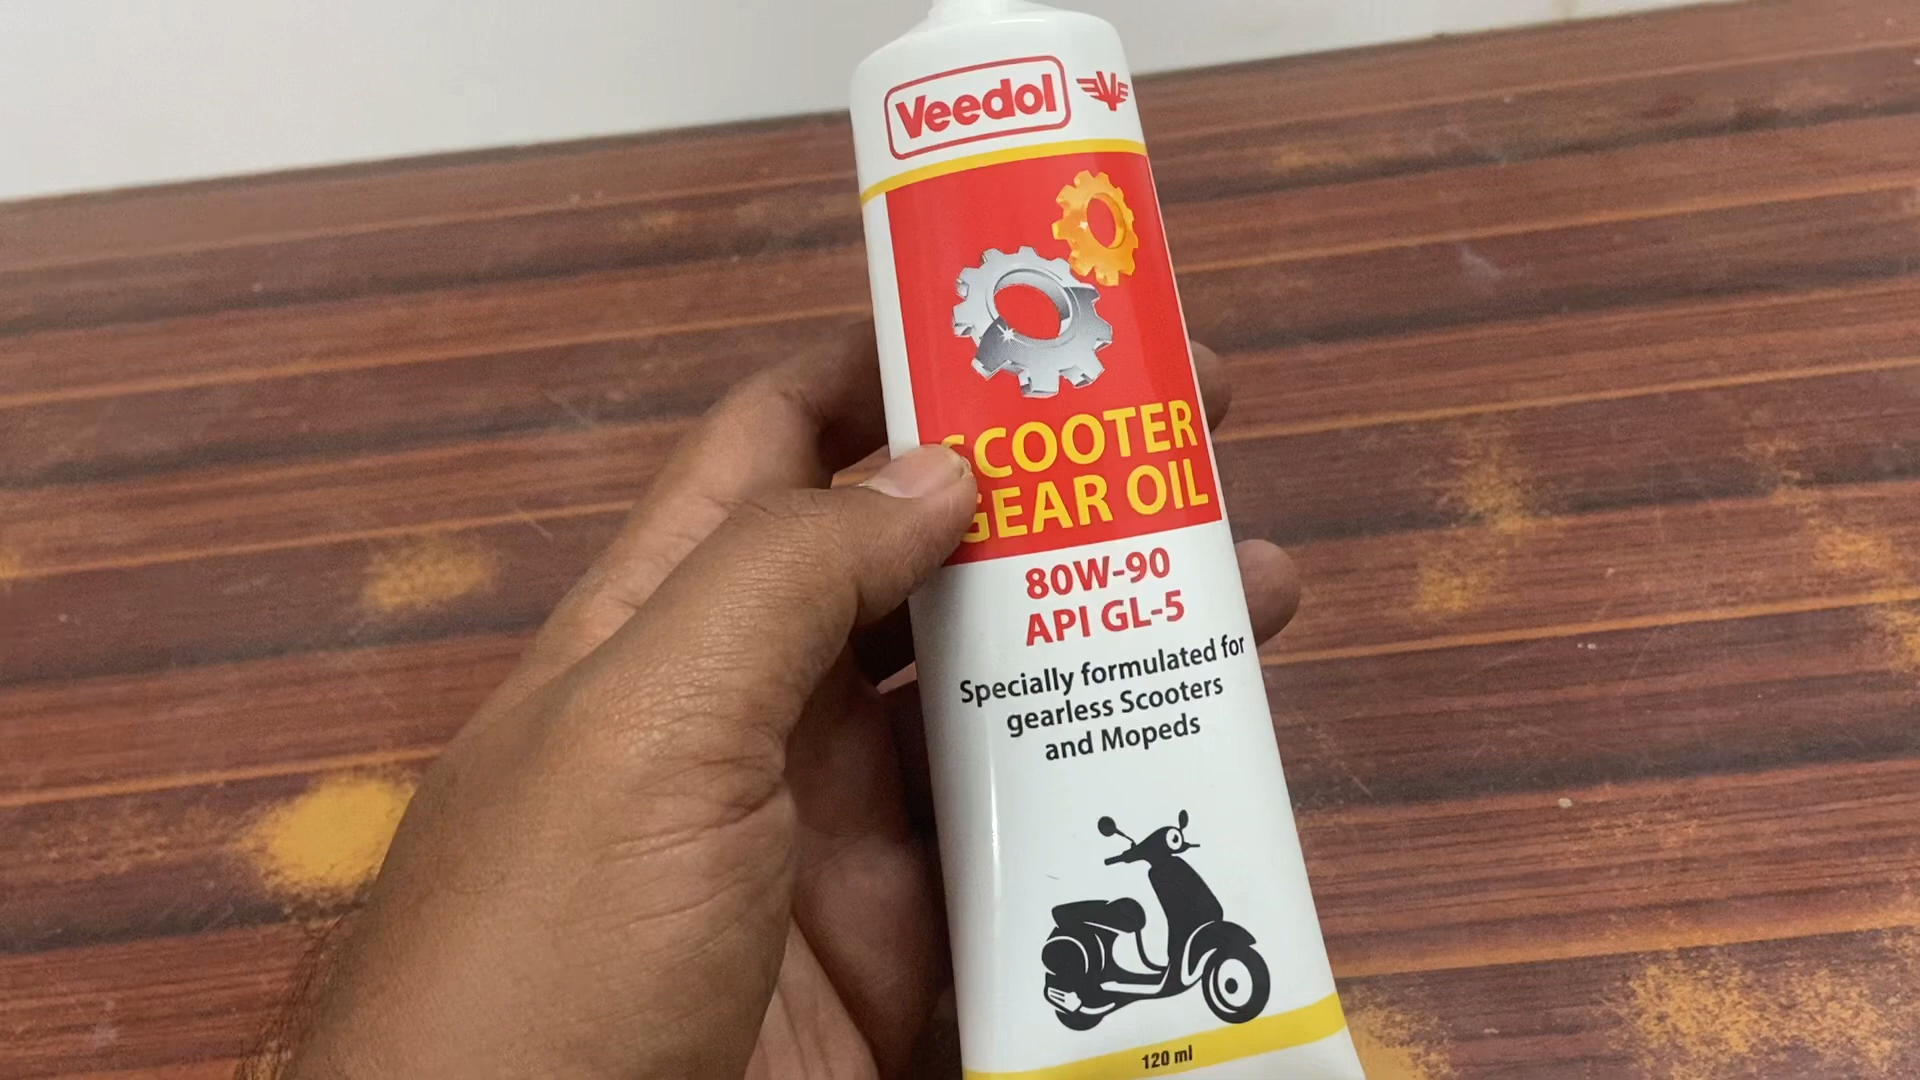 Veedol
SCOOTER
GEAR OIL
80W-90
API GL-5
Specially formulated for
gearless Scooters
and Mopeds
120 ml